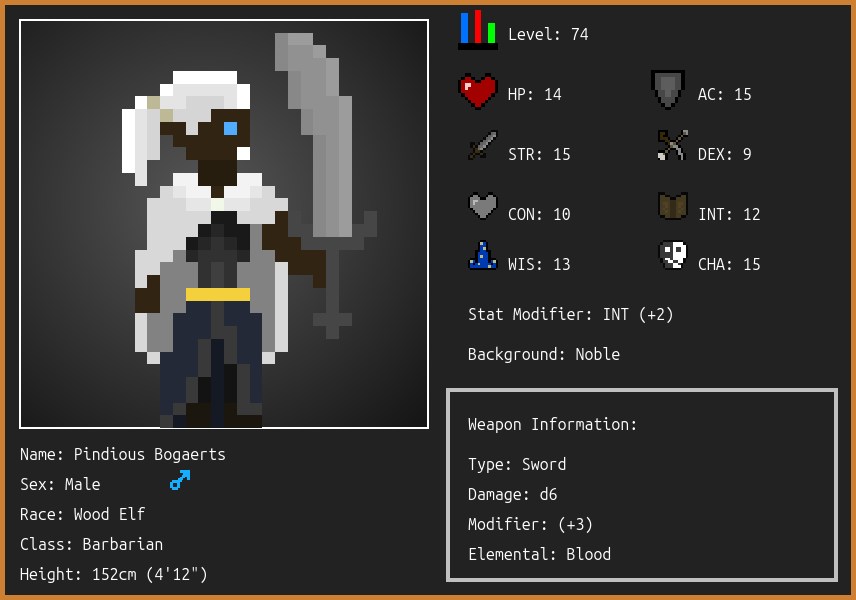 Level: 74
HP: 14
AC: 15
STR: 15
DEX: 9
CON: 10
INT: 12
WIS: 13
CHA: 15
Stat Modifier: INT (+2)
Background: Noble
Weapon Information:
Type: Sword
Damage: d6
Modifier: (+3)
Elemental: Blood
Name: Pindious Bogaerts
Sex: Male
Race: Wood Elf
Class: Barbarian
Height: 152cm (4'12")